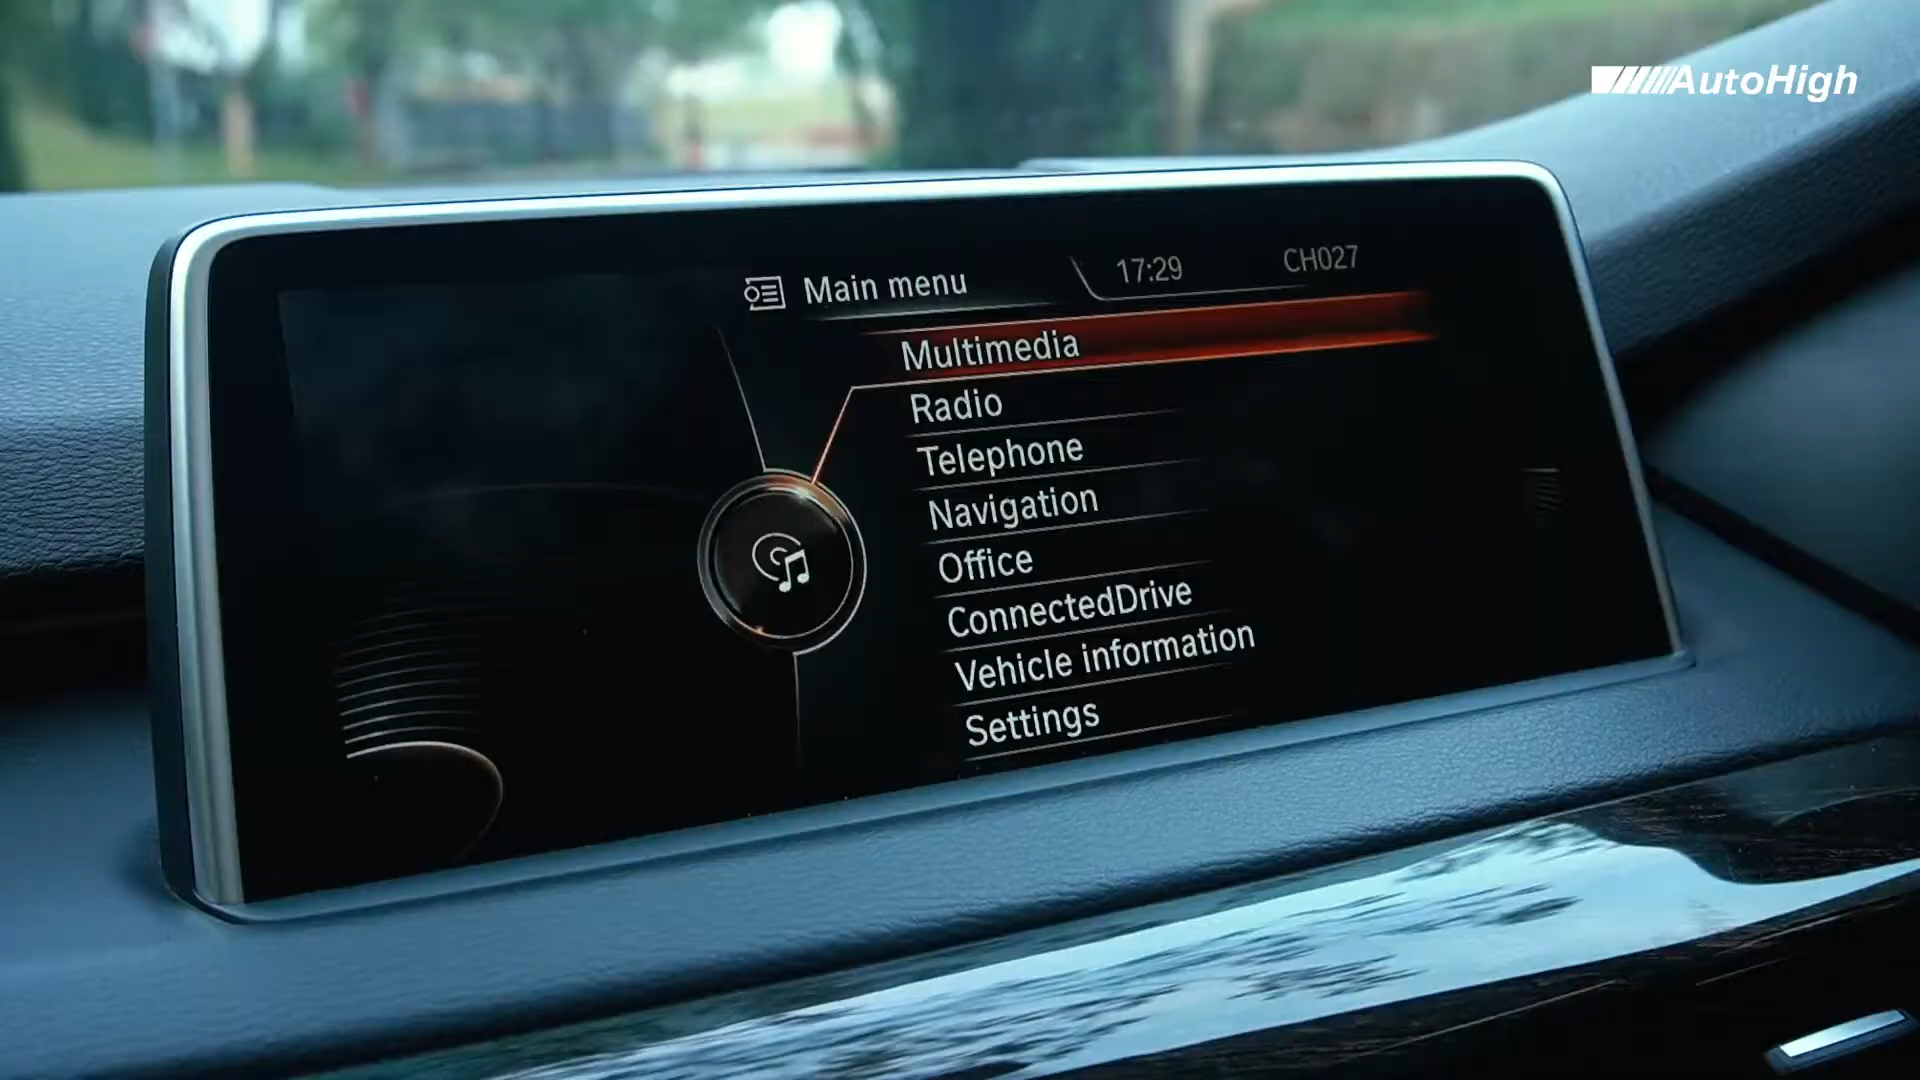 AutoHigh
Main menu 17:29 CH027
Multimedia
Radio
Telephone
Navigation
Office
ConnectedDrive
Vehicle information
Settings